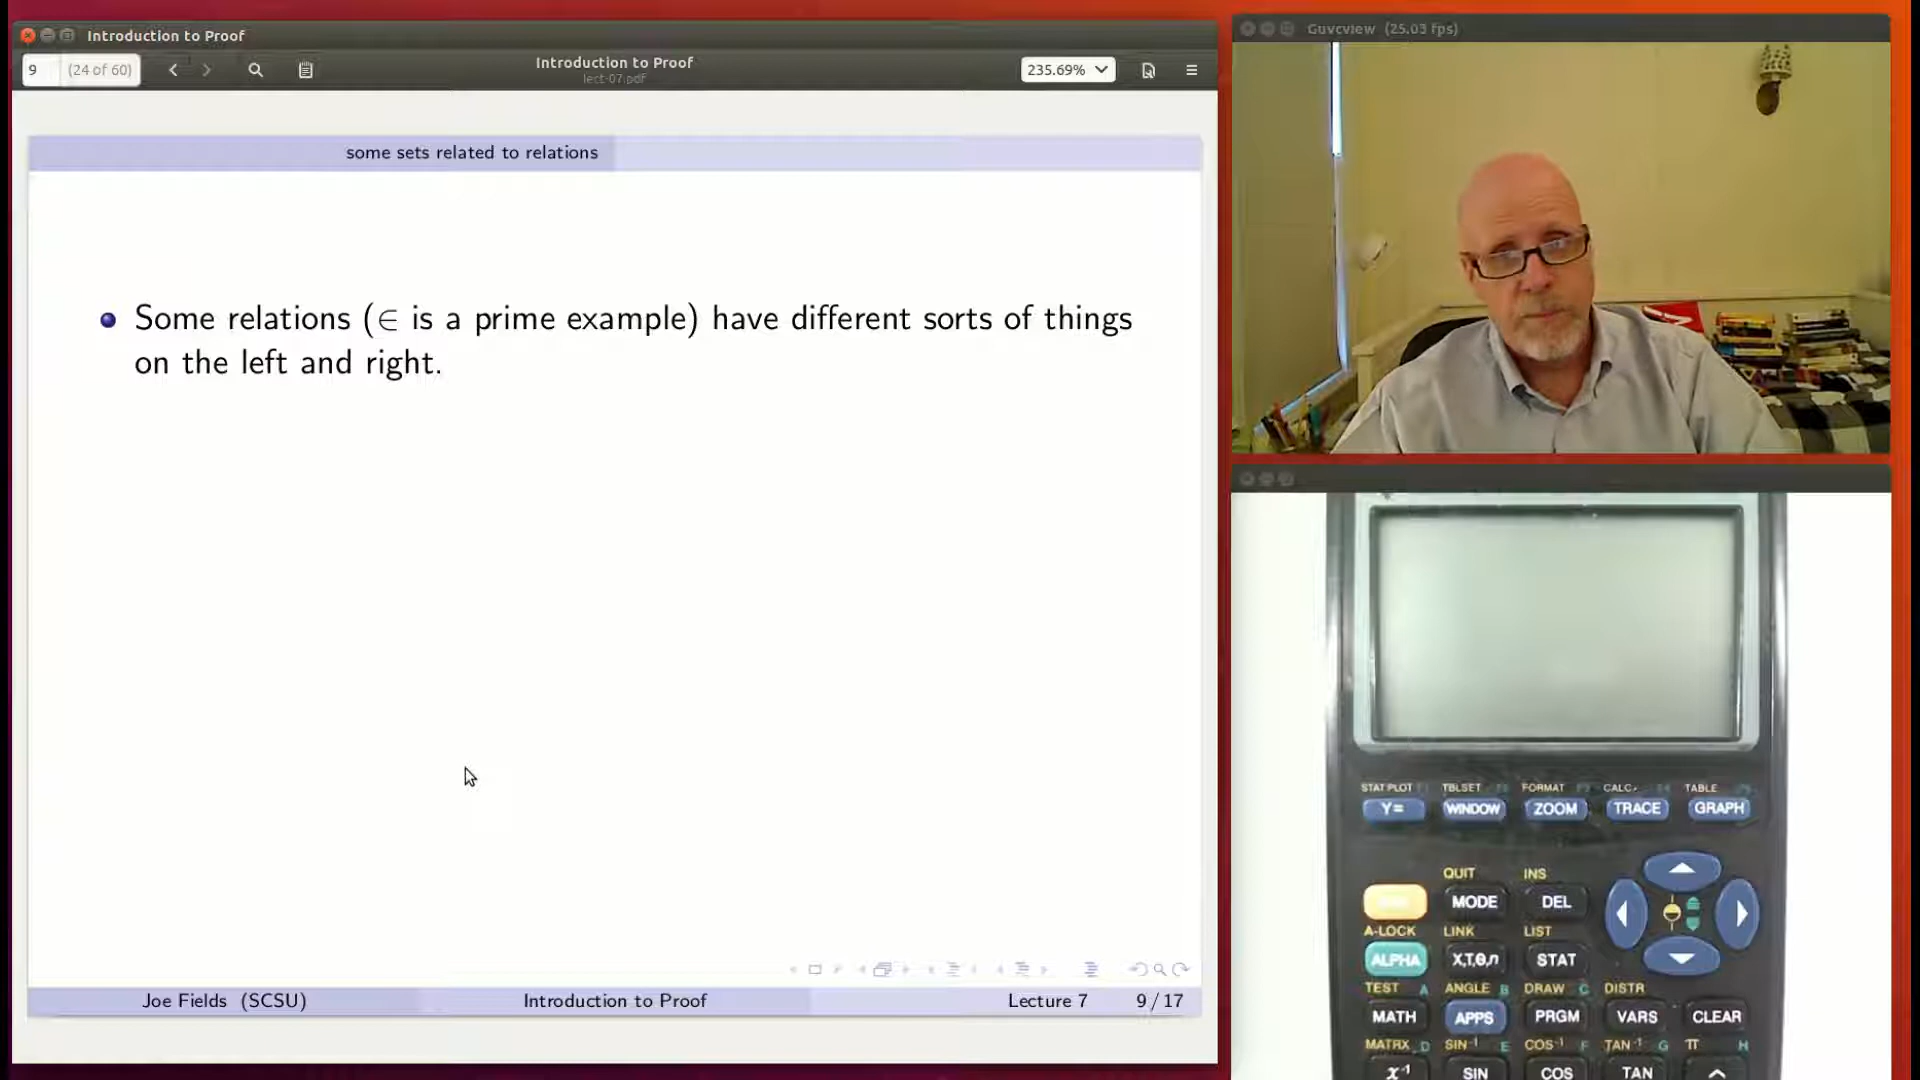 Introduction to Proof
9 (24 of 60)
Introduction to Proof
lect-07.pdf
235.69%
some sets related to relations
Some relations (∈ is a prime example) have different sorts of things
on the left and right.
Joe Fields (SCSU)
Introduction to Proof
Lecture 7
9 / 17
Guvcview (25.03 fps)
STAT PLOT TBLSET FORMAT CALC TABLE
Y= WINDOW ZOOM TRACE GRAPH
QUIT INS
MODE DEL
A-LOCK LINK LIST
ALPHA X,T,θ,n STAT
TEST A ANGLE B DRAW C DISTR
MATH APPS PRGM VARS CLEAR
MATRX D SIN⁻¹ E COS⁻¹ F TAN⁻¹ G π H
x⁻¹ SIN COS TAN ^